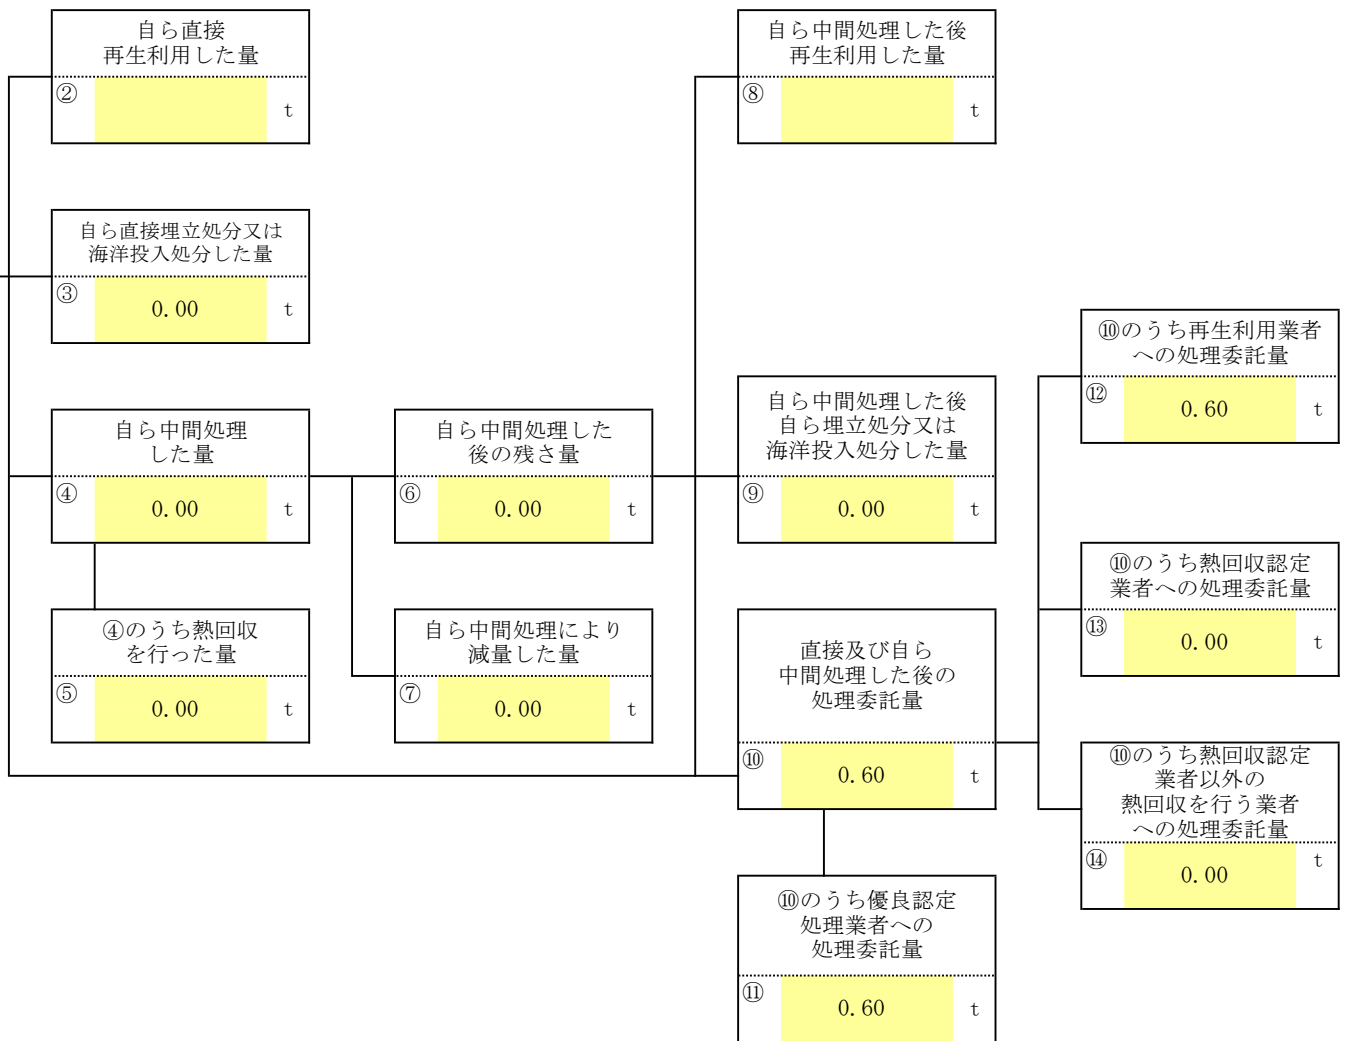 自ら直接
再生利用した量
②
t
自ら中間処理した後
再生利用した量
⑧
t
自ら直接埋立処分又は
海洋投入処分した量
③
0.00
t
⑩のうち再生利用業者
への処理委託量
⑫
0.60
t
自ら中間処理
した量
④
0.00
t
自ら中間処理した
後の残さ量
⑥
0.00
t
自ら中間処理した後
自ら埋立処分又は
海洋投入処分した量
⑨
0.00
t
⑩のうち熱回収認定
業者への処理委託量
⑬
0.00
t
④のうち熱回収
を行った量
⑤
0.00
t
自ら中間処理により
減量した量
⑦
0.00
t
直接及び自ら
中間処理した後の
処理委託量
⑩
0.60
t
⑩のうち熱回収認定
業者以外の
熱回収を行う業者
への処理委託量
⑭
0.00
t
⑩のうち優良認定
処理業者への
処理委託量
⑪
0.60
t